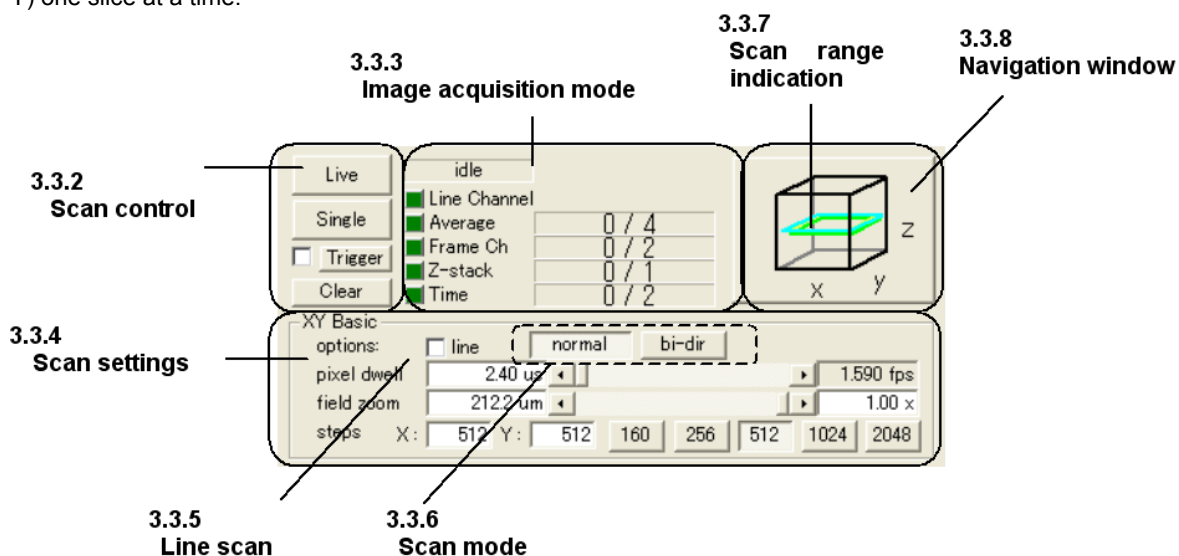 Y) one slice at a time.
3.3.7
Scan range
indication
3.3.8
Navigation window
3.3.3
Image acquisition mode
3.3.2
Scan control
Live
Single
Trigger
Clear
idle
Line Channel
Average 0 / 4
Frame Ch 0 / 2
Z-stack 0 / 1
Time 0 / 2
Z
X
y
3.3.4
Scan settings
XY Basic
options: line normal bi-dir
pixel dwell 2.40 us 1.590 fps
field zoom 212.2 um 1.00 x
steps X: 512 Y: 512 160 256 512 1024 2048
3.3.5
Line scan
3.3.6
Scan mode